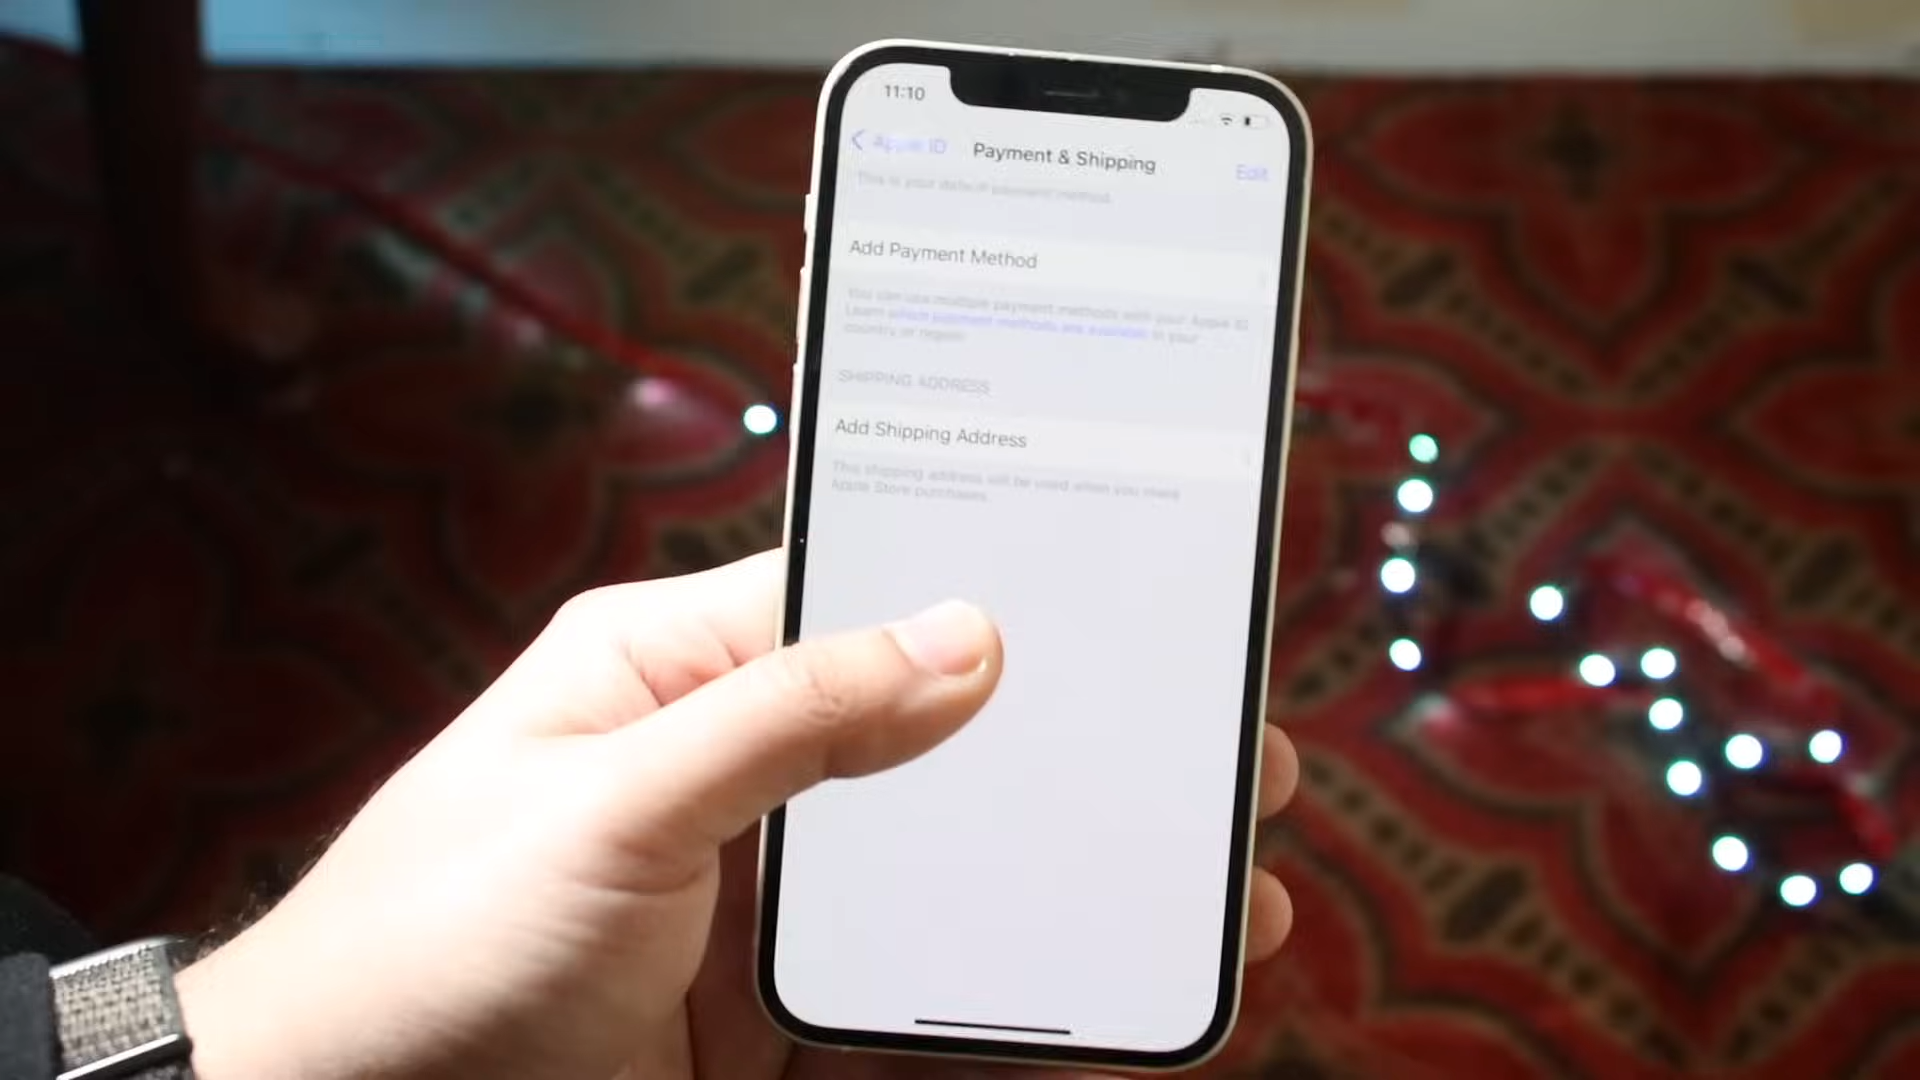 11:10
Apple ID
Payment & Shipping
Edit
This is your default payment method.
Add Payment Method
You can use multiple payment methods with your Apple ID.
Learn which payment methods are available in your
country or region.
SHIPPING ADDRESS
Add Shipping Address
This shipping address will be used when you make
Apple Store purchases.